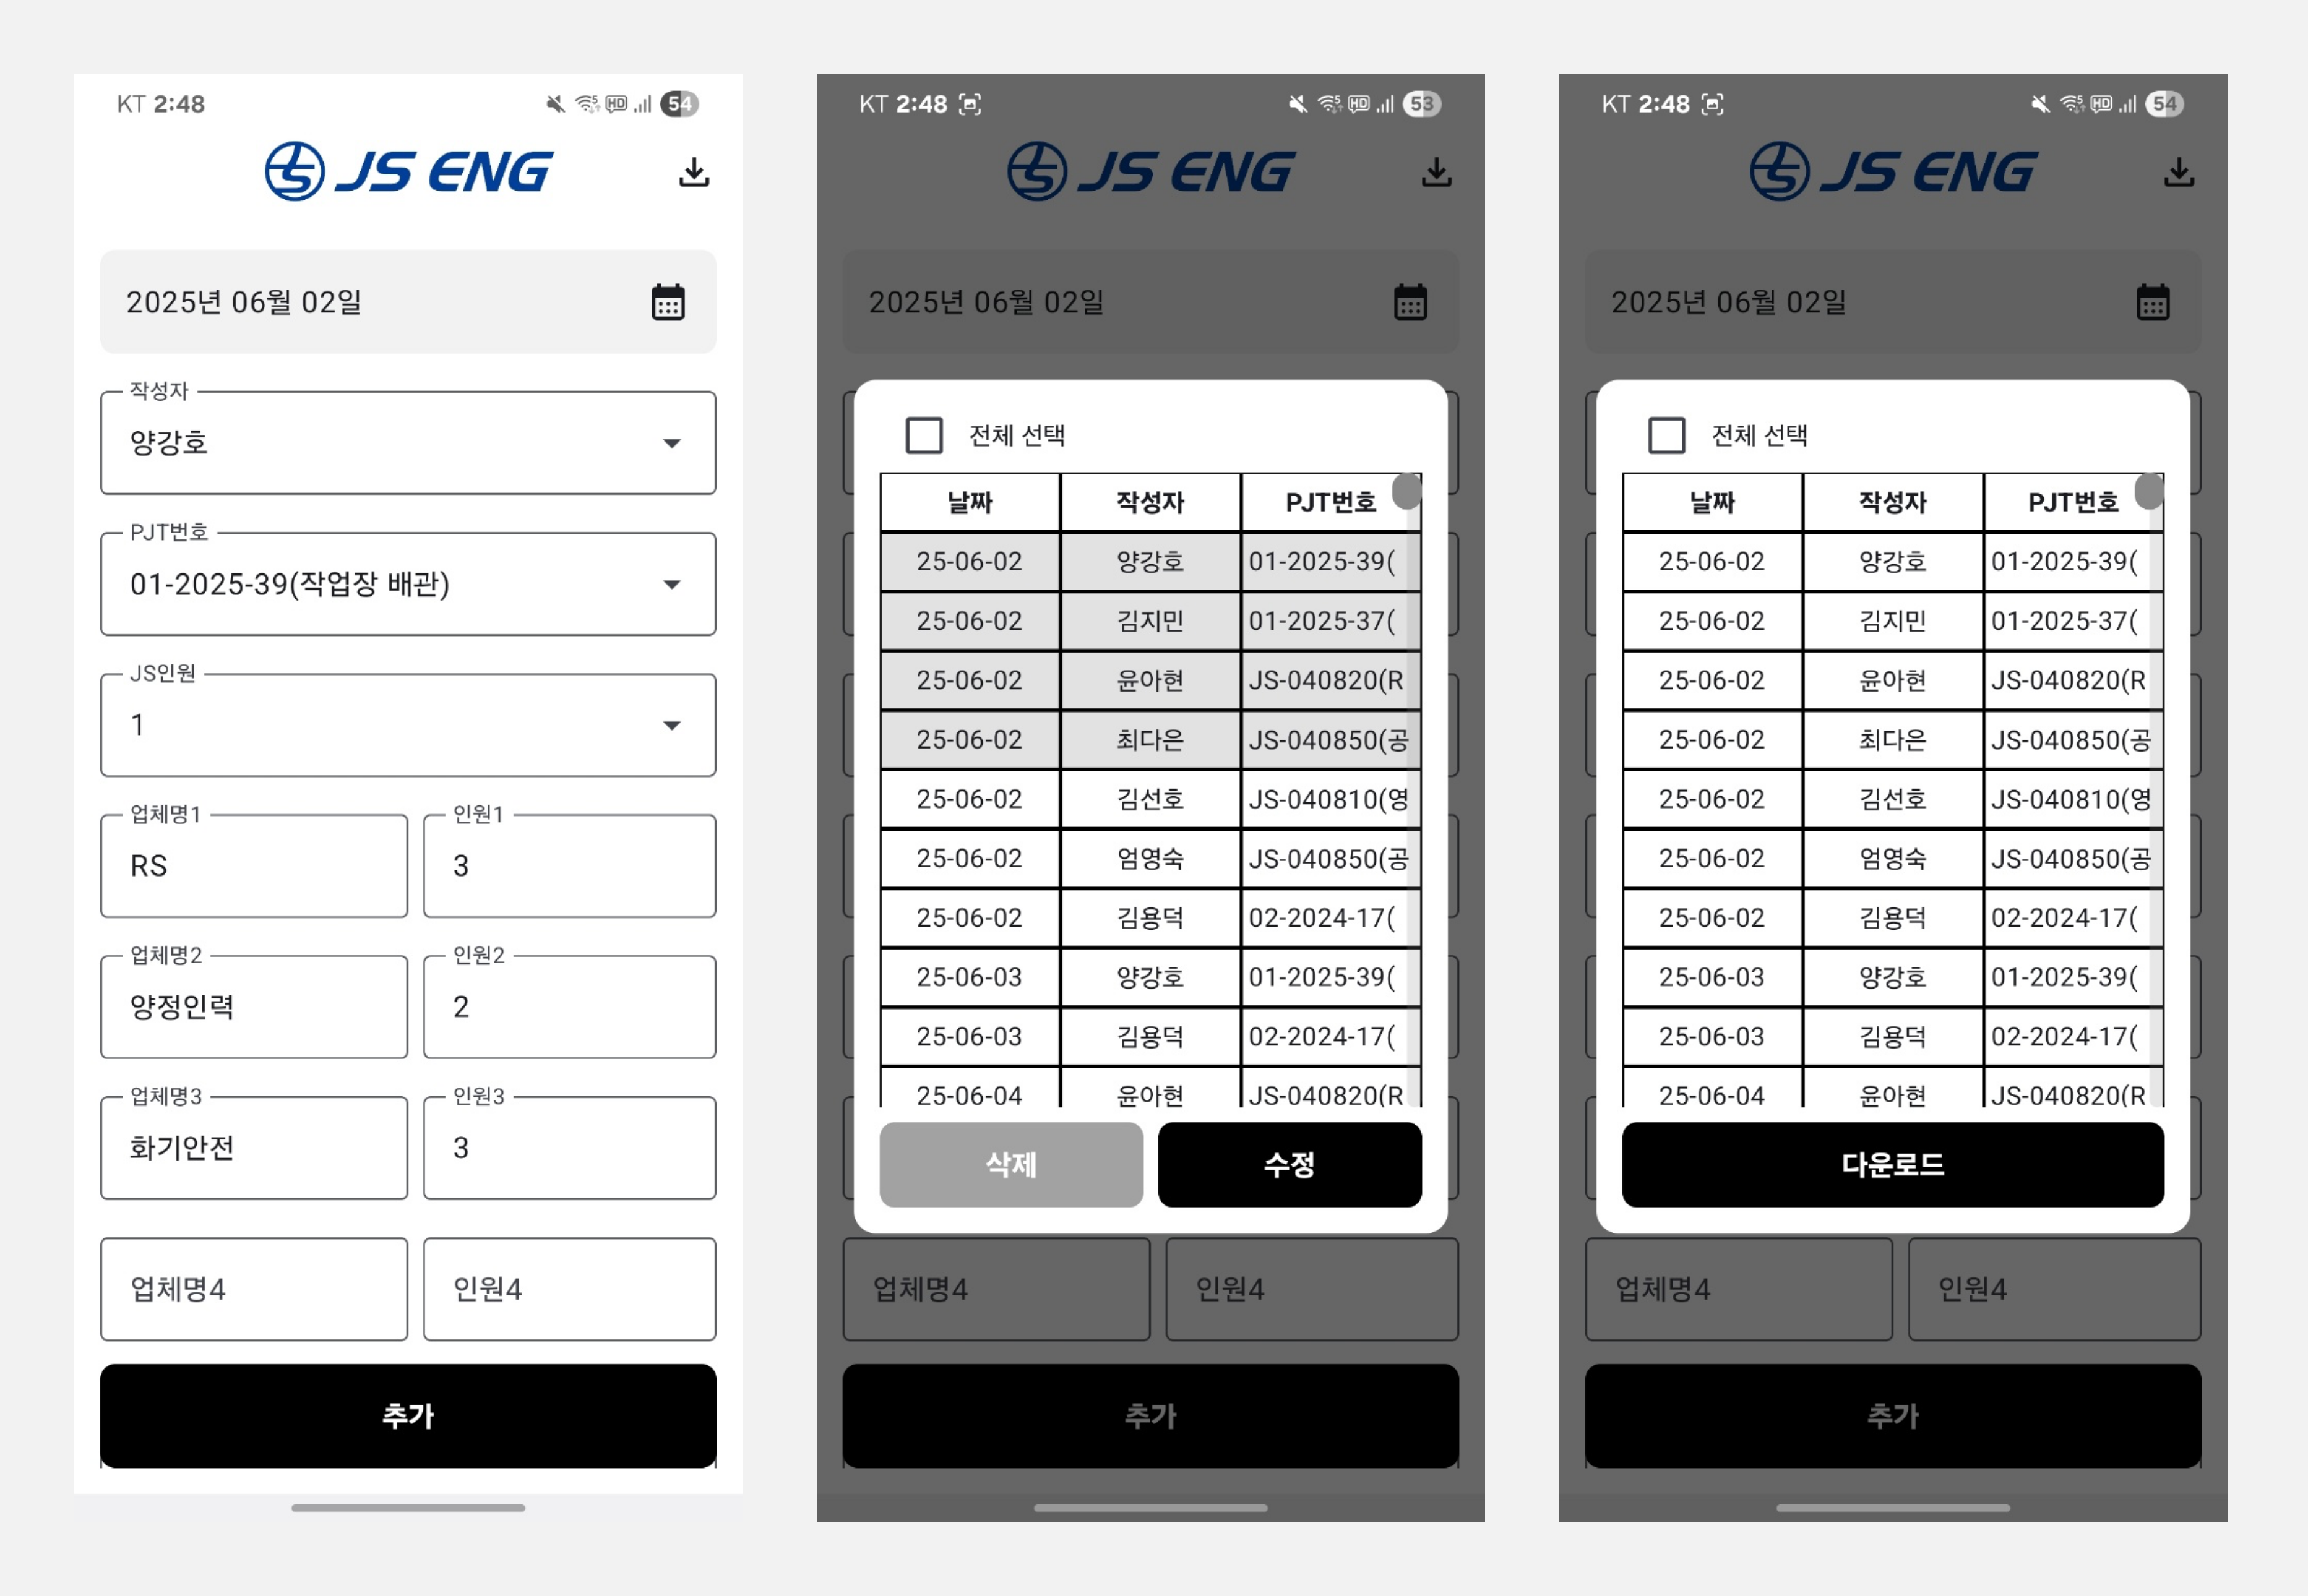 KT 2:48
HD 54
JS ENG
2025년 06월 02일
작성자
양강호
PJT번호
01-2025-39(작업장 배관)
JS인원
1
업체명1 인원1
RS 3
업체명2 인원2
양정인력 2
업체명3 인원3
화기안전 3
업체명4 인원4
추가
KT 2:48
HD 53
JS ENG
2025년 06월 02일
전체 선택
날짜 작성자 PJT번호
25-06-02 양강호 01-2025-39(
25-06-02 김지민 01-2025-37(
25-06-02 윤아현 JS-040820(R
25-06-02 최다은 JS-040850(공
25-06-02 김선호 JS-040810(영
25-06-02 엄영숙 JS-040850(공
25-06-02 김용덕 02-2024-17(
25-06-03 양강호 01-2025-39(
25-06-03 김용덕 02-2024-17(
25-06-04 윤아현 JS-040820(R
삭제 수정
업체명4 인원4
추가
KT 2:48
HD 54
JS ENG
2025년 06월 02일
전체 선택
날짜 작성자 PJT번호
25-06-02 양강호 01-2025-39(
25-06-02 김지민 01-2025-37(
25-06-02 윤아현 JS-040820(R
25-06-02 최다은 JS-040850(공
25-06-02 김선호 JS-040810(영
25-06-02 엄영숙 JS-040850(공
25-06-02 김용덕 02-2024-17(
25-06-03 양강호 01-2025-39(
25-06-03 김용덕 02-2024-17(
25-06-04 윤아현 JS-040820(R
다운로드
업체명4 인원4
추가